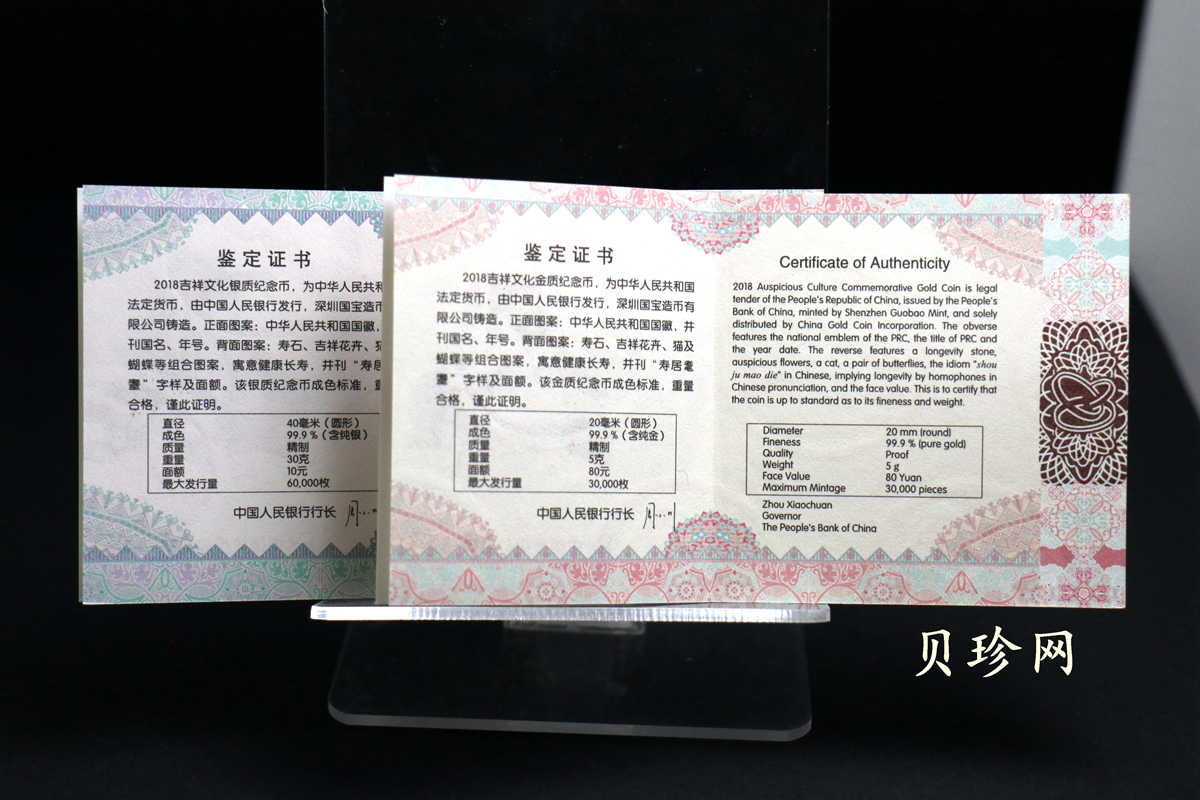 鉴定证书
2018吉祥文化银质纪念币，为中华人民共和
法定货币，由中国人民银行发行，深圳国宝造币
限公司铸造。正面图案：中华人民共和国国徽，
刊国名、年号。背面图案：寿石、吉祥花卉、猫
蝴蝶等组合图案，寓意健康长寿，并刊“寿居耄
耋”字样及面额。该银质纪念币成色标准，
合格，谨此证明。
直径 40毫米（圆形）
成色 99.9％（含纯银）
质量 精制
重量 30克
面额 10元
最大发行量 60,000枚
中国人民银行行长
鉴定证书
2018吉祥文化金质纪念币，为中华人民共和国
法定货币，由中国人民银行发行，深圳国宝造币有
限公司铸造。正面图案：中华人民共和国国徽，并
刊国名、年号。背面图案：寿石、吉祥花卉、猫及
蝴蝶等组合图案，寓意健康长寿，并刊“寿居耄
耋”字样及面额。该金质纪念币成色标准，重量
合格，谨此证明。
直径 20毫米（圆形）
成色 99.9％（含纯金）
质量 精制
重量 5克
面额 80元
最大发行量 30,000枚
中国人民银行行长
Certificate of Authenticity
2018 Auspicious Culture Commemorative Gold Coin is legal
tender of the People's Republic of China, issued by the People's
Bank of China, minted by Shenzhen Guobao Mint, and solely
distributed by China Gold Coin Incorporation. The obverse
features the national emblem of the PRC, the title of PRC and
the year date. The reverse features a longevity stone,
auspicious flowers, a cat, a pair of butterflies, the idiom "shou
ju mao die" in Chinese, implying longevity by homophones in
Chinese pronunciation, and the face value. This is to certify that
the coin is up to standard as to its fineness and weight.
Diameter 20 mm (round)
Fineness 99.9 % (pure gold)
Quality Proof
Weight 5 g
Face Value 80 Yuan
Maximum Mintage 30,000 pieces
Zhou Xiaochuan
Governor
The People's Bank of China
贝珍网